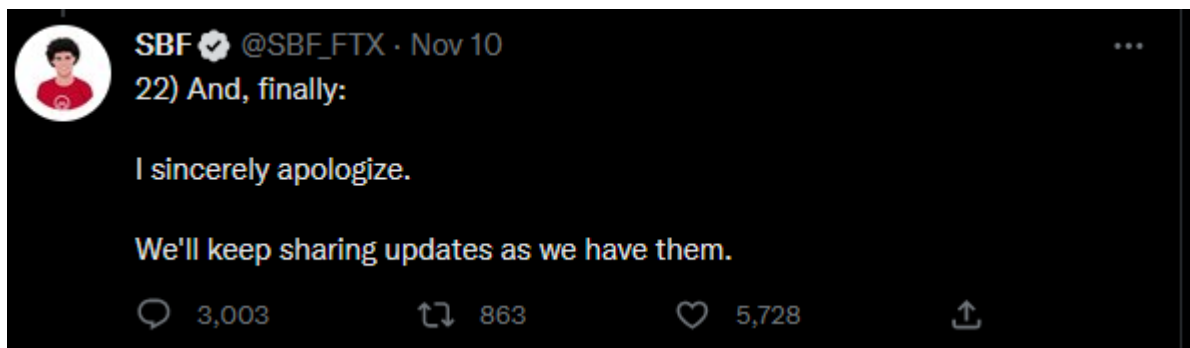 SBF @SBF_FTX · Nov 10
22) And, finally:
I sincerely apologize.
We'll keep sharing updates as we have them.
3,003 863 5,728